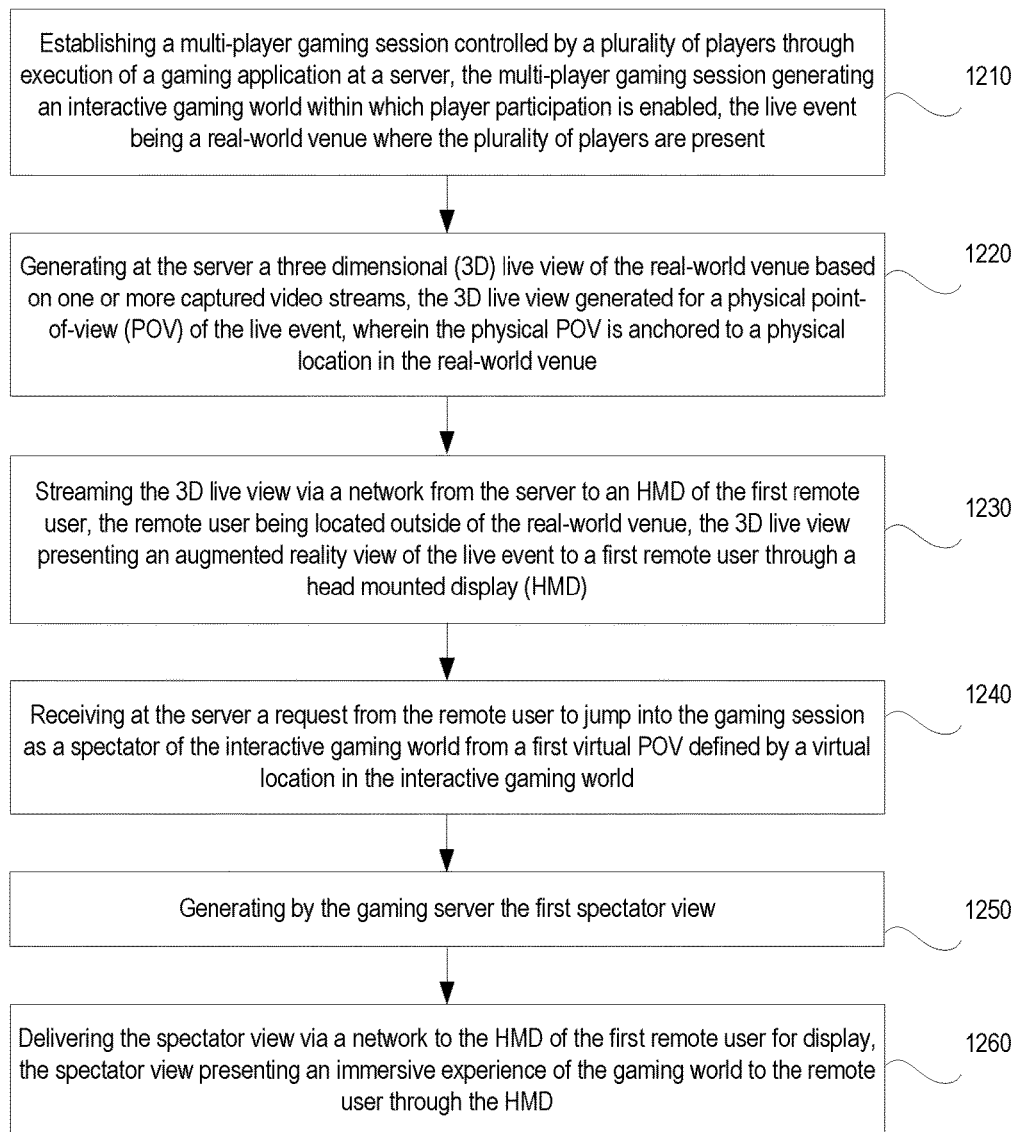 Establishing a multi-player gaming session controlled by a plurality of players through
execution of a gaming application at a server, the multi-player gaming session generating
an interactive gaming world within which player participation is enabled, the live event
being a real-world venue where the plurality of players are present
1210
Generating at the server a three dimensional (3D) live view of the real-world venue based
on one or more captured video streams, the 3D live view generated for a physical point-
of-view (POV) of the live event, wherein the physical POV is anchored to a physical
location in the real-world venue
1220
Streaming the 3D live view via a network from the server to an HMD of the first remote
user, the remote user being located outside of the real-world venue, the 3D live view
presenting an augmented reality view of the live event to a first remote user through a
head mounted display (HMD)
1230
Receiving at the server a request from the remote user to jump into the gaming session
as a spectator of the interactive gaming world from a first virtual POV defined by a virtual
location in the interactive gaming world
1240
Generating by the gaming server the first spectator view
1250
Delivering the spectator view via a network to the HMD of the first remote user for display,
the spectator view presenting an immersive experience of the gaming world to the remote
user through the HMD
1260